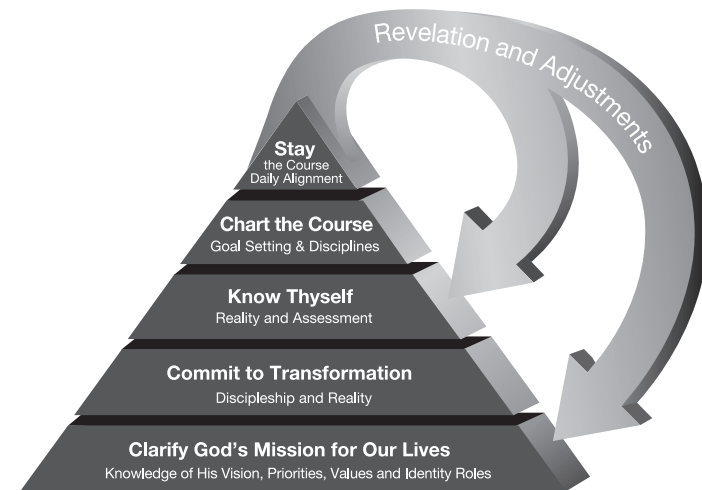 Revelation and Adjustments
Stay
the Course
Daily Alignment
Chart the Course
Goal Setting & Disciplines
Know Thyself
Reality and Assessment
Commit to Transformation
Discipleship and Reality
Clarify God's Mission for Our Lives
Knowledge of His Vision, Priorities, Values and Identity Roles